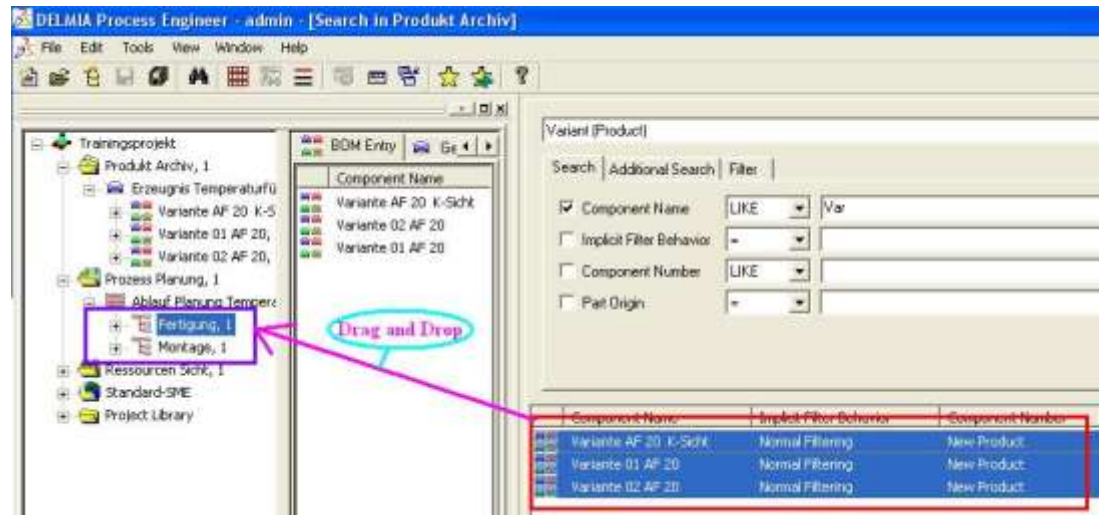 DELMIA Process Engineer - admin - [Search in Produkt Archiv]
File Edit Tools View Window Help
Trainingsprojekt
Produkt Archiv, 1
Erzeugnis Temperaturfü
Variante AF 20 K-S
Variante 01 AF 20,
Variante 02 AF 20,
Prozess Planung, 1
Ablauf Planung Tempera
Fertigung, 1
Montage, 1
Ressourcen Sicht, 1
Standard-SME
Project Library
BOM Entry Ge
Component Name
Variante AF 20 K-Sicht
Variante 02 AF 20
Variante 01 AF 20
Drag and Drop
Variant (Product)
Search Additional Search Filter
Component Name LIKE Var
Implicit Filter Behavior =
Component Number LIKE
Part Origin =
Component Name Implicit Filter Behavior Component Number
Variante AF 20 K-Sicht Normal Filtering New Product
Variante 01 AF 20 Normal Filtering New Product
Variante 02 AF 20 Normal Filtering New Product